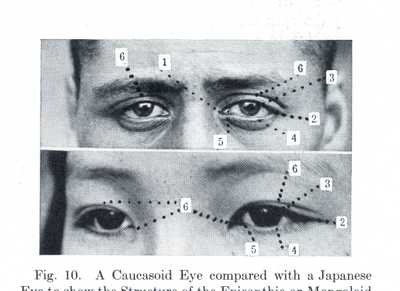 6 1 6 3
2
5 4
6
3
6
2
5 4
Fig. 10. A Caucasoid Eye compared with a Japanese
Eye to show the Structure of the Epicanthic or Mongoloid